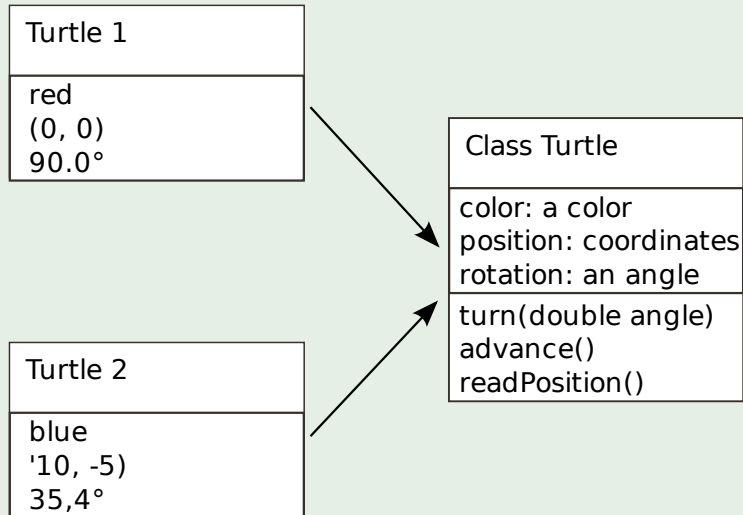 Turtle 1
red
(0, 0)
90.0°
Class Turtle
color: a color
position: coordinates
rotation: an angle
turn(double angle)
advance()
readPosition()
Turtle 2
blue
'10, -5)
35,4°